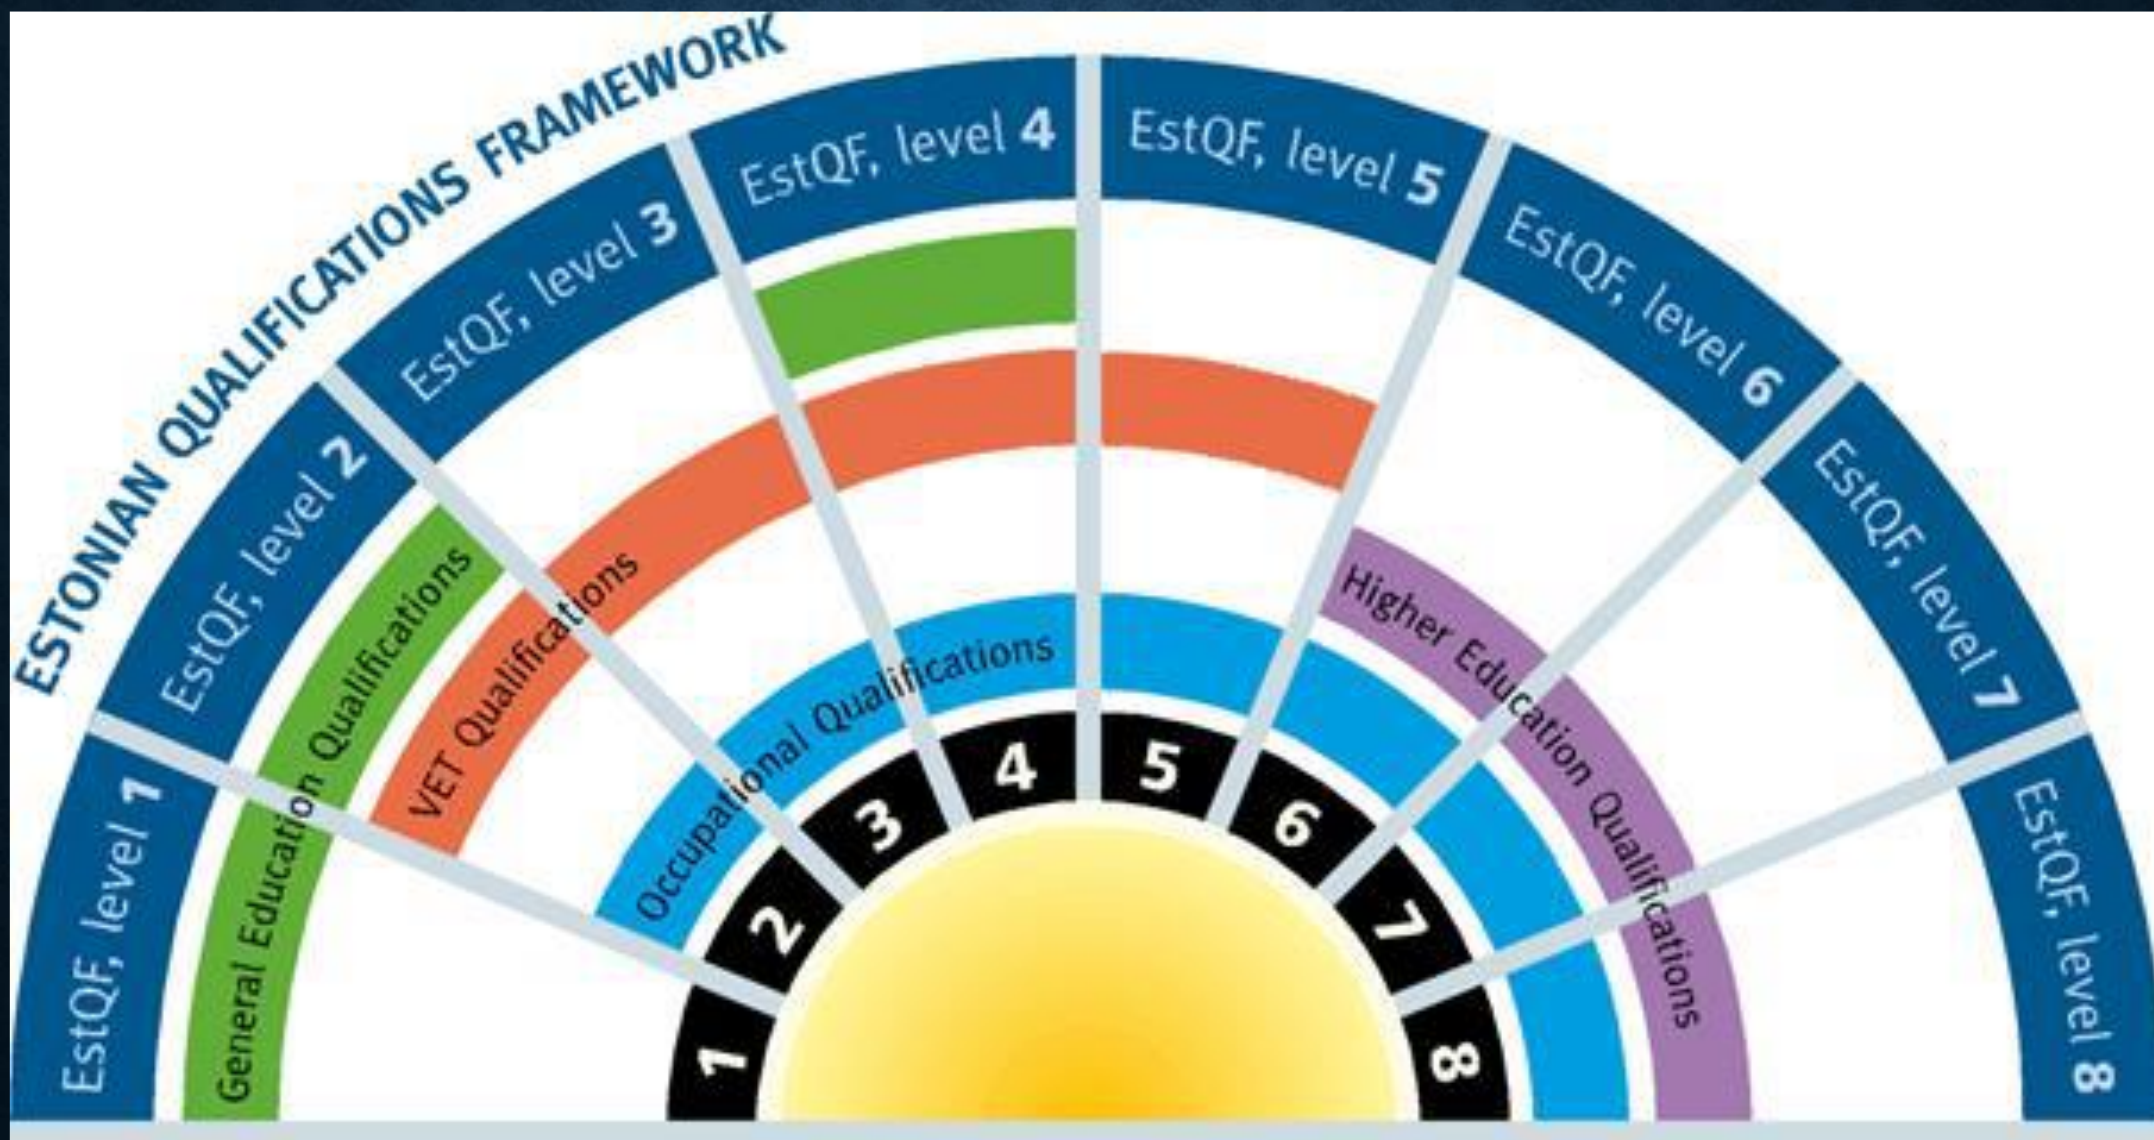 ESTONIAN QUALIFICATIONS FRAMEWORK
EstQF, level 1
EstQF, level 2
EstQF, level 3
EstQF, level 4
EstQF, level 5
EstQF, level 6
EstQF, level 7
EstQF, level 8
General Education Qualifications
VET Qualifications
Occupational Qualifications
Higher Education Qualifications
1
2
3
4
5
6
7
8